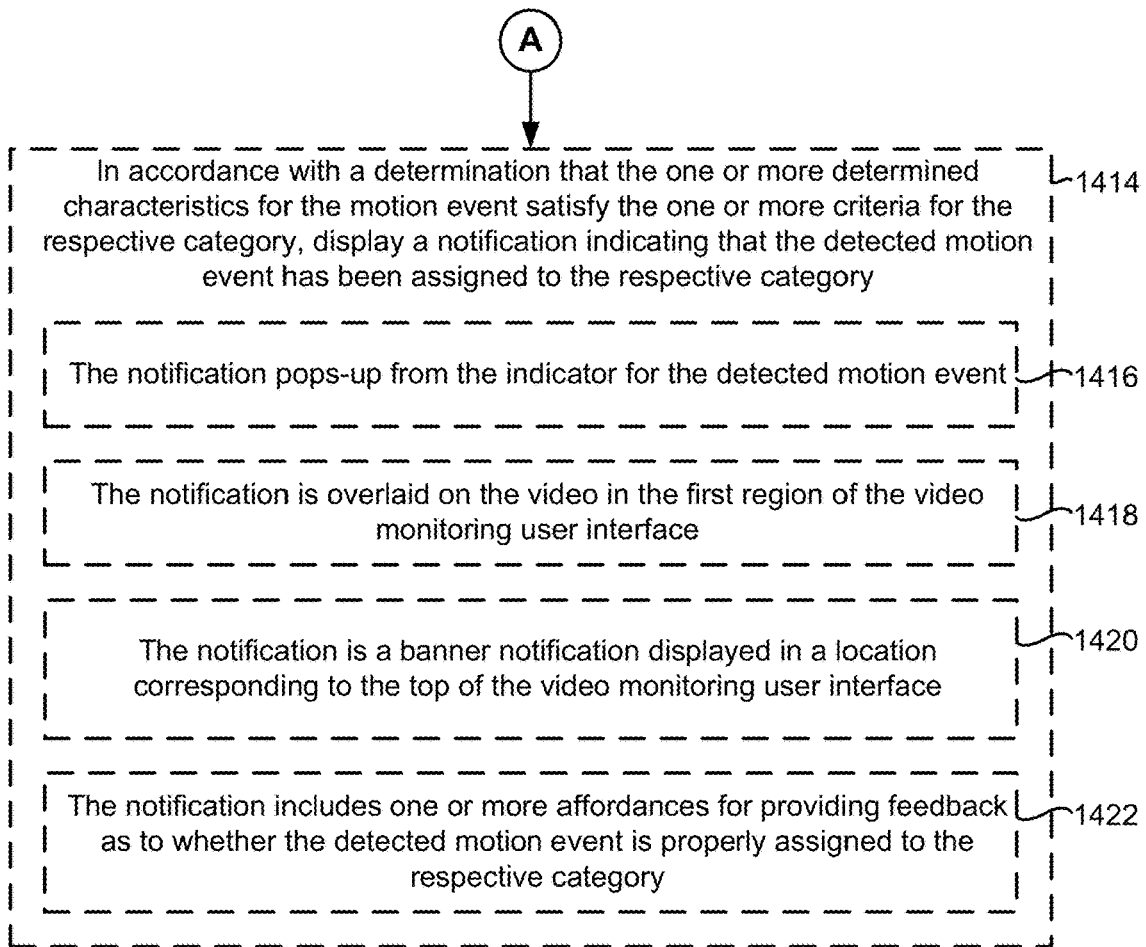 A
In accordance with a determination that the one or more determined
characteristics for the motion event satisfy the one or more criteria for the
respective category, display a notification indicating that the detected motion
event has been assigned to the respective category
1414
The notification pops-up from the indicator for the detected motion event
1416
The notification is overlaid on the video in the first region of the video
monitoring user interface
1418
The notification is a banner notification displayed in a location
corresponding to the top of the video monitoring user interface
1420
The notification includes one or more affordances for providing feedback
as to whether the detected motion event is properly assigned to the
respective category
1422